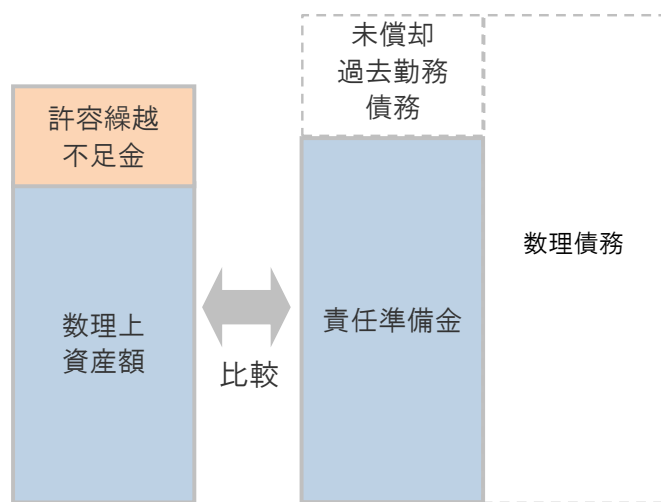 許容繰越
不足金
数理上
資産額
比較
未償却
過去勤務
債務
責任準備金
数理債務